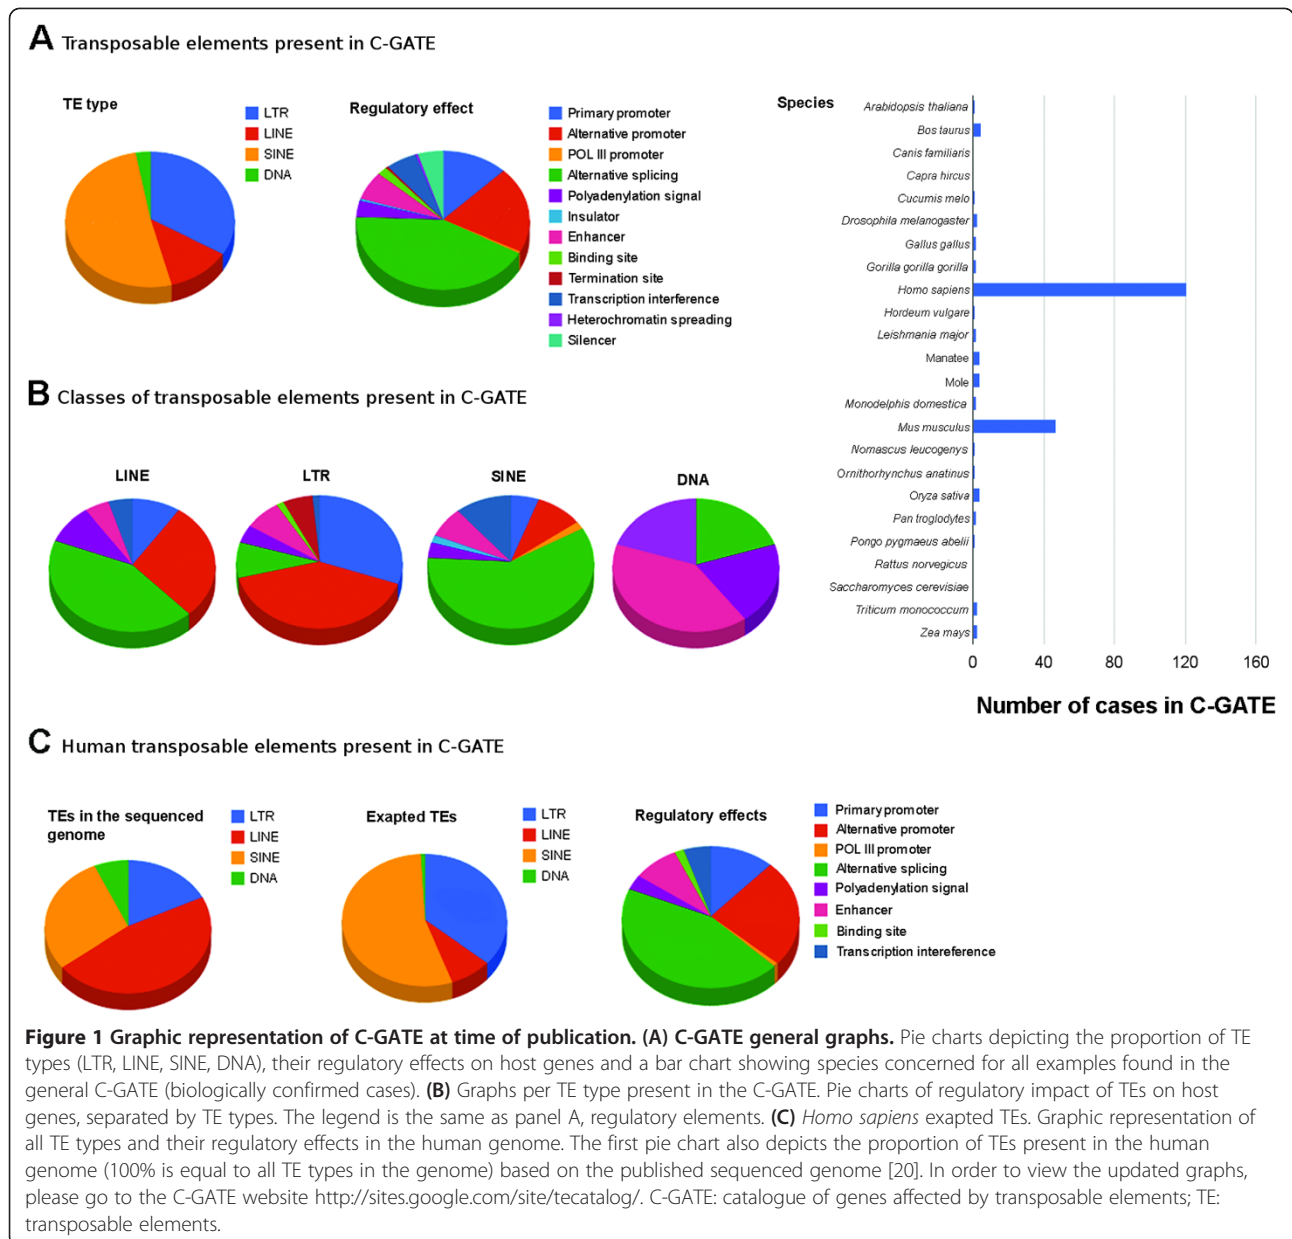 A Transposable elements present in C-GATE
TE type
LTR
LINE
SINE
DNA
Regulatory effect
Primary promoter
Alternative promoter
POL III promoter
Alternative splicing
Polyadenylation signal
Insulator
Enhancer
Binding site
Termination site
Transcription interference
Heterochromatin spreading
Silencer
Species
Arabidopsis thaliana
Bos taurus
Canis familiaris
Capra hircus
Cucumis melo
Drosophila melanogaster
Gallus gallus
Gorilla gorilla gorilla
Homo sapiens
Hordeum vulgare
Leishmania major
Manatee
Mole
Monodelphis domestica
Mus musculus
Nomascus leucogenys
Ornithorhynchus anatinus
Oryza sativa
Pan troglodytes
Pongo pygmaeus abelii
Rattus norvegicus
Saccharomyces cerevisiae
Triticum monococcum
Zea mays
0 40 80 120 160
Number of cases in C-GATE
B Classes of transposable elements present in C-GATE
LINE
LTR
SINE
DNA
C Human transposable elements present in C-GATE
TEs in the sequenced
genome
LTR
LINE
SINE
DNA
Exapted TEs
LTR
LINE
SINE
DNA
Regulatory effects
Primary promoter
Alternative promoter
POL III promoter
Alternative splicing
Polyadenylation signal
Enhancer
Binding site
Transcription intereference
Figure 1 Graphic representation of C-GATE at time of publication. (A) C-GATE general graphs. Pie charts depicting the proportion of TE
types (LTR, LINE, SINE, DNA), their regulatory effects on host genes and a bar chart showing species concerned for all examples found in the
general C-GATE (biologically confirmed cases). (B) Graphs per TE type present in the C-GATE. Pie charts of regulatory impact of TEs on host
genes, separated by TE types. The legend is the same as panel A, regulatory elements. (C) Homo sapiens exapted TEs. Graphic representation of
all TE types and their regulatory effects in the human genome. The first pie chart also depicts the proportion of TEs present in the human
genome (100% is equal to all TE types in the genome) based on the published sequenced genome [20]. In order to view the updated graphs,
please go to the C-GATE website http://sites.google.com/site/tecatalog/. C-GATE: catalogue of genes affected by transposable elements; TE:
transposable elements.